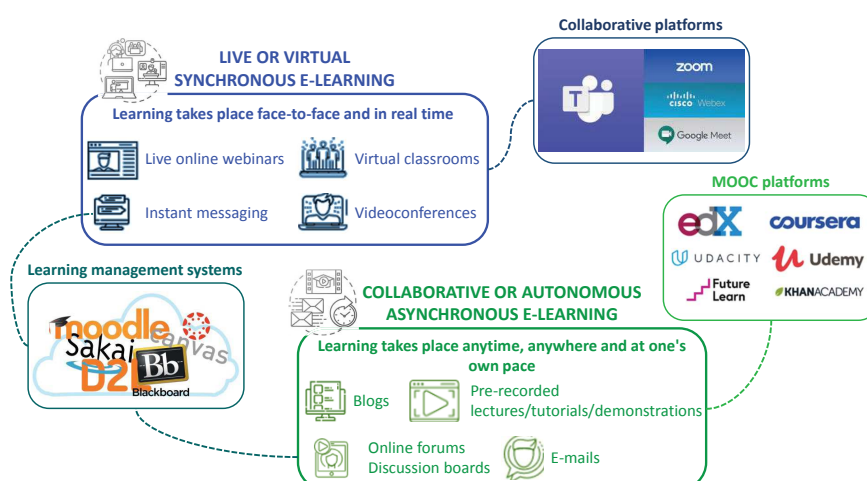 Collaborative platforms
LIVE OR VIRTUAL
SYNCHRONOUS E-LEARNING
Learning takes place face-to-face and in real time
Live online webinars
Virtual classrooms
Instant messaging
Videoconferences
T
zoom
cisco Webex
Google Meet
MOOC platforms
edX
coursera
UDACITY
Udemy
Future
Learn
KHANACADEMY
Learning management systems
moodle
canvas
Sakai
D2L
Bb
Blackboard
COLLABORATIVE OR AUTONOMOUS
ASYNCHRONOUS E-LEARNING
Learning takes place anytime, anywhere and at one's
own pace
Blogs
Pre-recorded
lectures/tutorials/demonstrations
Online forums
Discussion boards
E-mails